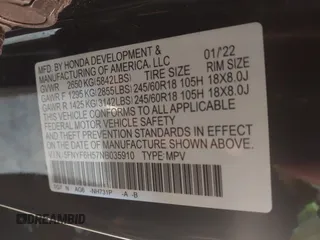 MFD. BY HONDA DEVELOPMENT &
MANUFACTURING OF AMERICA, LLC 01/22
GVWR 2650 KG(5842LBS) TIRE SIZE RIM SIZE
GAWR F 1295 KG(2855LBS) 245/60R18 105H 18X8.0J
GAWR R 1425 KG(3142LBS) 245/60R18 105H 18X8.0J
THIS VEHICLE CONFORMS TO ALL APPLICABLE
FEDERAL MOTOR VEHICLE SAFETY AND
THEFT PREVENTION STANDARDS IN EFFECT
ON THE DATE OF MANUFACTURE SHOWN ABOVE.
V.I.N: 5FNYF6H57NB035910 TYPE: MPV
NH731P -A -B
DREAMBID